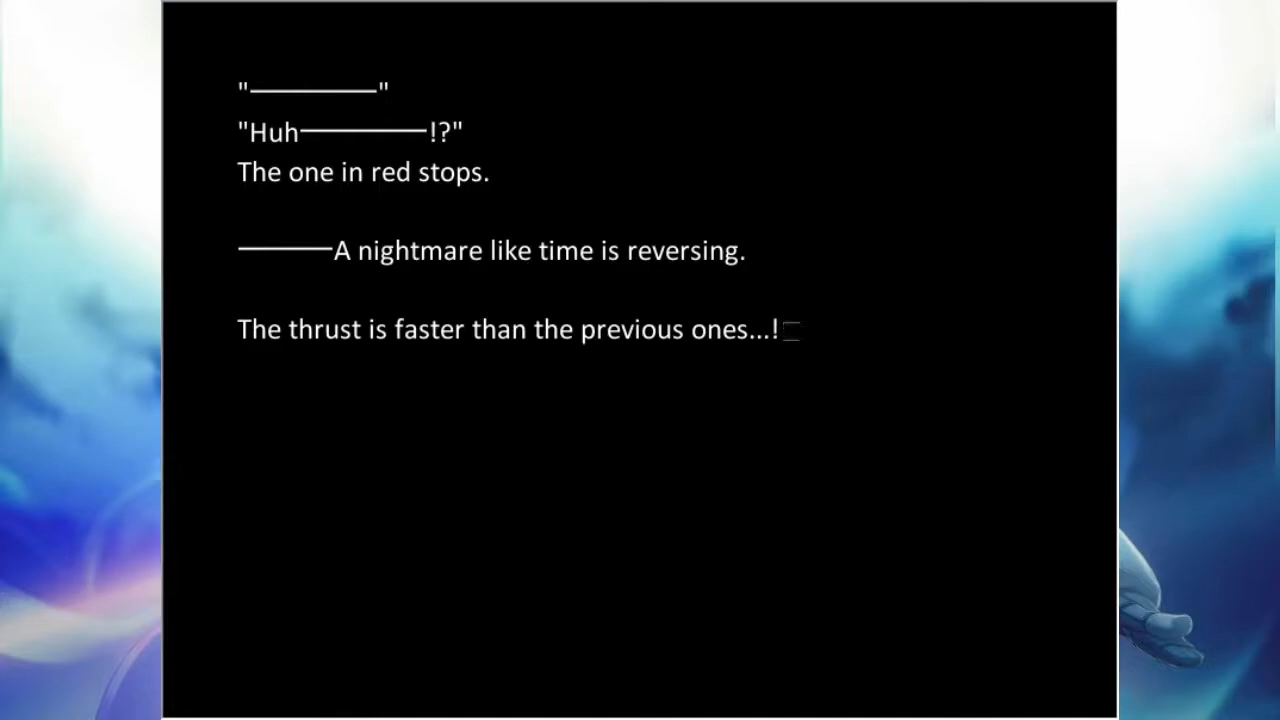 "————"
"Huh————!?"
The one in red stops.
———A nightmare like time is reversing.
The thrust is faster than the previous ones...!